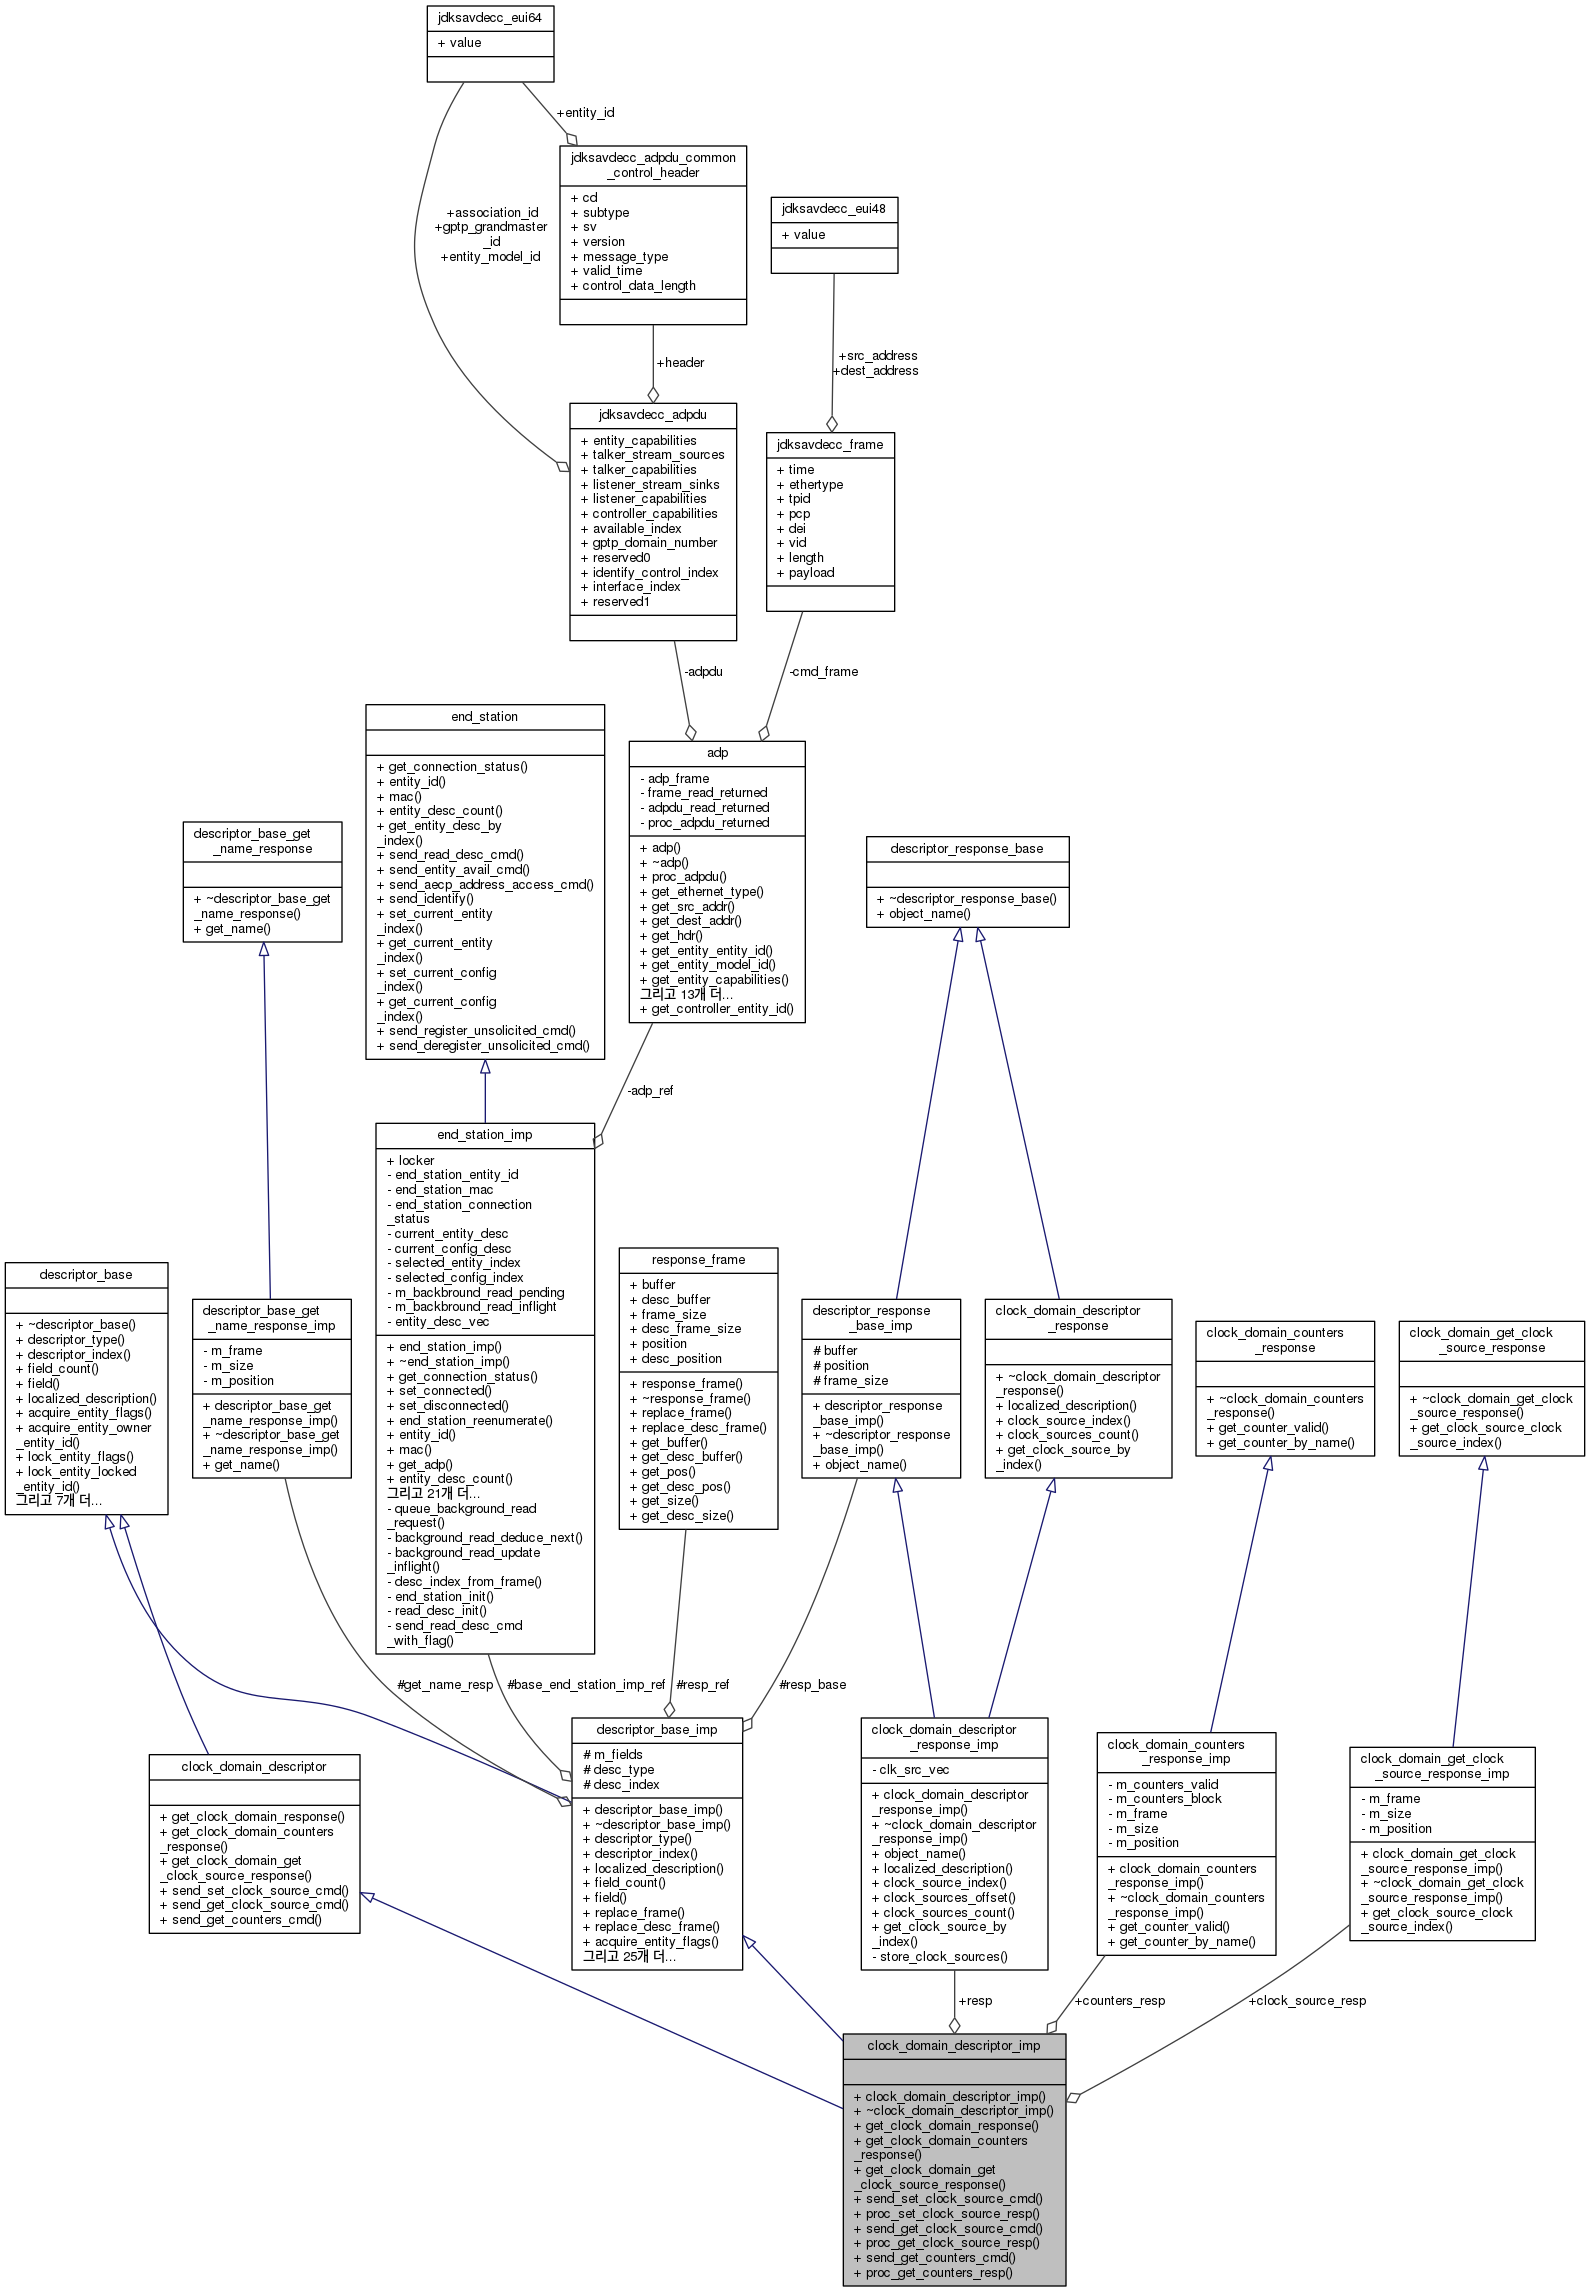 jdksavdecc_eui64
+ value
+entity_id
jdksavdecc_adpdu_common
_control_header
+ cd
+ subtype
+ sv
+ version
+ message_type
+ valid_time
+ control_data_length
jdksavdecc_eui48
+ value
+association_id
+gptp_grandmaster
_id
+entity_model_id
+header
+src_address
+dest_address
jdksavdecc_adpdu
+ entity_capabilities
+ talker_stream_sources
+ talker_capabilities
+ listener_stream_sinks
+ listener_capabilities
+ controller_capabilities
+ available_index
+ gptp_domain_number
+ reserved0
+ identify_control_index
+ interface_index
+ reserved1
jdksavdecc_frame
+ time
+ ethertype
+ tpid
+ pcp
+ dei
+ vid
+ length
+ payload
-adpdu
-cmd_frame
end_station
+ get_connection_status()
+ entity_id()
+ mac()
+ entity_desc_count()
+ get_entity_desc_by
_index()
+ send_read_desc_cmd()
+ send_entity_avail_cmd()
+ send_aecp_address_access_cmd()
+ send_identify()
+ set_current_entity
_index()
+ get_current_entity
_index()
+ set_current_config
_index()
+ get_current_config
_index()
+ send_register_unsolicited_cmd()
+ send_deregister_unsolicited_cmd()
adp
- adp_frame
- frame_read_returned
- adpdu_read_returned
- proc_adpdu_returned
+ adp()
+ ~adp()
+ proc_adpdu()
+ get_ethernet_type()
+ get_src_addr()
+ get_dest_addr()
+ get_hdr()
+ get_entity_entity_id()
+ get_entity_model_id()
+ get_entity_capabilities()
그리고 13개 더...
+ get_controller_entity_id()
descriptor_base_get
_name_response
+ ~descriptor_base_get
_name_response()
+ get_name()
descriptor_response_base
+ ~descriptor_response_base()
+ object_name()
-adp_ref
end_station_imp
+ locker
- end_station_entity_id
- end_station_mac
- end_station_connection
_status
- current_entity_desc
- current_config_desc
- selected_entity_index
- selected_config_index
- m_backbround_read_pending
- m_backbround_read_inflight
- entity_desc_vec
+ end_station_imp()
+ ~end_station_imp()
+ get_connection_status()
+ set_connected()
+ set_disconnected()
+ end_station_reenumerate()
+ entity_id()
+ mac()
+ get_adp()
+ entity_desc_count()
그리고 21개 더...
- queue_background_read
_request()
- background_read_deduce_next()
- background_read_update
_inflight()
- desc_index_from_frame()
- end_station_init()
- read_desc_init()
- send_read_desc_cmd
_with_flag()
descriptor_base
+ ~descriptor_base()
+ descriptor_type()
+ descriptor_index()
+ field_count()
+ field()
+ localized_description()
+ acquire_entity_flags()
+ acquire_entity_owner
_entity_id()
+ lock_entity_flags()
+ lock_entity_locked
_entity_id()
그리고 7개 더...
descriptor_base_get
_name_response_imp
- m_frame
- m_size
- m_position
+ descriptor_base_get
_name_response_imp()
+ ~descriptor_base_get
_name_response_imp()
+ get_name()
response_frame
+ buffer
+ desc_buffer
+ frame_size
+ desc_frame_size
+ position
+ desc_position
+ response_frame()
+ ~response_frame()
+ replace_frame()
+ replace_desc_frame()
+ get_buffer()
+ get_desc_buffer()
+ get_pos()
+ get_desc_pos()
+ get_size()
+ get_desc_size()
descriptor_response
_base_imp
# buffer
# position
# frame_size
+ descriptor_response
_base_imp()
+ ~descriptor_response
_base_imp()
+ object_name()
clock_domain_descriptor
_response
+ ~clock_domain_descriptor
_response()
+ localized_description()
+ clock_source_index()
+ clock_sources_count()
+ get_clock_source_by
_index()
clock_domain_counters
_response
+ ~clock_domain_counters
_response()
+ get_counter_valid()
+ get_counter_by_name()
clock_domain_get_clock
_source_response
+ ~clock_domain_get_clock
_source_response()
+ get_clock_source_clock
_source_index()
#get_name_resp
#base_end_station_imp_ref
#resp_ref
#resp_base
clock_domain_descriptor
+ get_clock_domain_response()
+ get_clock_domain_counters
_response()
+ get_clock_domain_get
_clock_source_response()
+ send_set_clock_source_cmd()
+ send_get_clock_source_cmd()
+ send_get_counters_cmd()
descriptor_base_imp
# m_fields
# desc_type
# desc_index
+ descriptor_base_imp()
+ ~descriptor_base_imp()
+ descriptor_type()
+ descriptor_index()
+ localized_description()
+ field_count()
+ field()
+ replace_frame()
+ replace_desc_frame()
+ acquire_entity_flags()
그리고 25개 더...
clock_domain_descriptor
_response_imp
- clk_src_vec
+ clock_domain_descriptor
_response_imp()
+ ~clock_domain_descriptor
_response_imp()
+ object_name()
+ localized_description()
+ clock_source_index()
+ clock_sources_offset()
+ clock_sources_count()
+ get_clock_source_by
_index()
- store_clock_sources()
clock_domain_counters
_response_imp
- m_counters_valid
- m_counters_block
- m_frame
- m_size
- m_position
+ clock_domain_counters
_response_imp()
+ ~clock_domain_counters
_response_imp()
+ get_counter_valid()
+ get_counter_by_name()
clock_domain_get_clock
_source_response_imp
- m_frame
- m_size
- m_position
+ clock_domain_get_clock
_source_response_imp()
+ ~clock_domain_get_clock
_source_response_imp()
+ get_clock_source_clock
_source_index()
+resp
+counters_resp
+clock_source_resp
clock_domain_descriptor_imp
+ clock_domain_descriptor_imp()
+ ~clock_domain_descriptor_imp()
+ get_clock_domain_response()
+ get_clock_domain_counters
_response()
+ get_clock_domain_get
_clock_source_response()
+ send_set_clock_source_cmd()
+ proc_set_clock_source_resp()
+ send_get_clock_source_cmd()
+ proc_get_clock_source_resp()
+ send_get_counters_cmd()
+ proc_get_counters_resp()